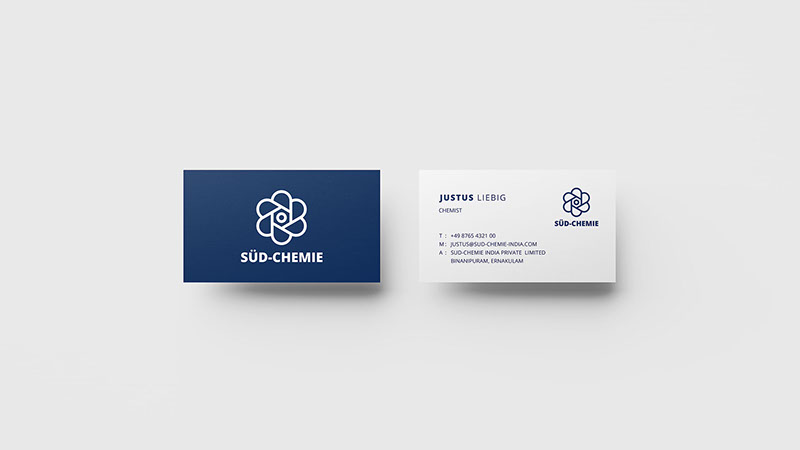 SÜD-CHEMIE
JUSTUS LIEBIG
CHEMIST
SÜD-CHEMIE
T : +49 8765 4321 00
M : JUSTUS@SUD-CHEMIE-INDIA.COM
A : SUD-CHEMIE INDIA PRIVATE LIMITED
BINANIPURAM, ERNAKULAM